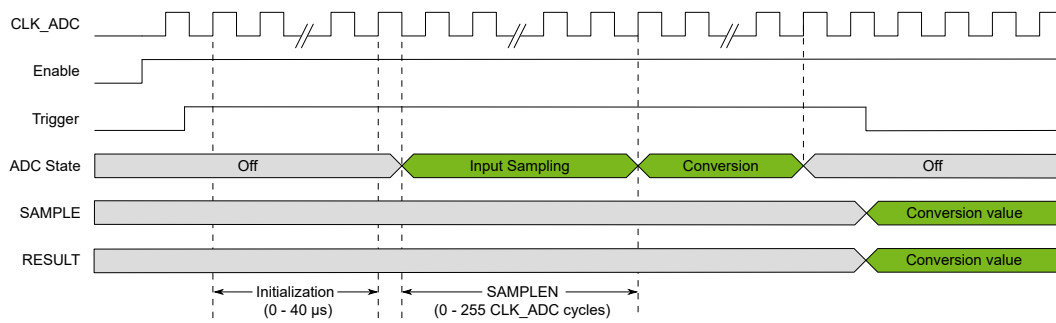 CLK_ADC
Enable
Trigger
ADC State Off Input Sampling Conversion Off
SAMPLE Conversion value
RESULT Conversion value
Initialization SAMPLEN
(0 - 40 µs) (0 - 255 CLK_ADC cycles)